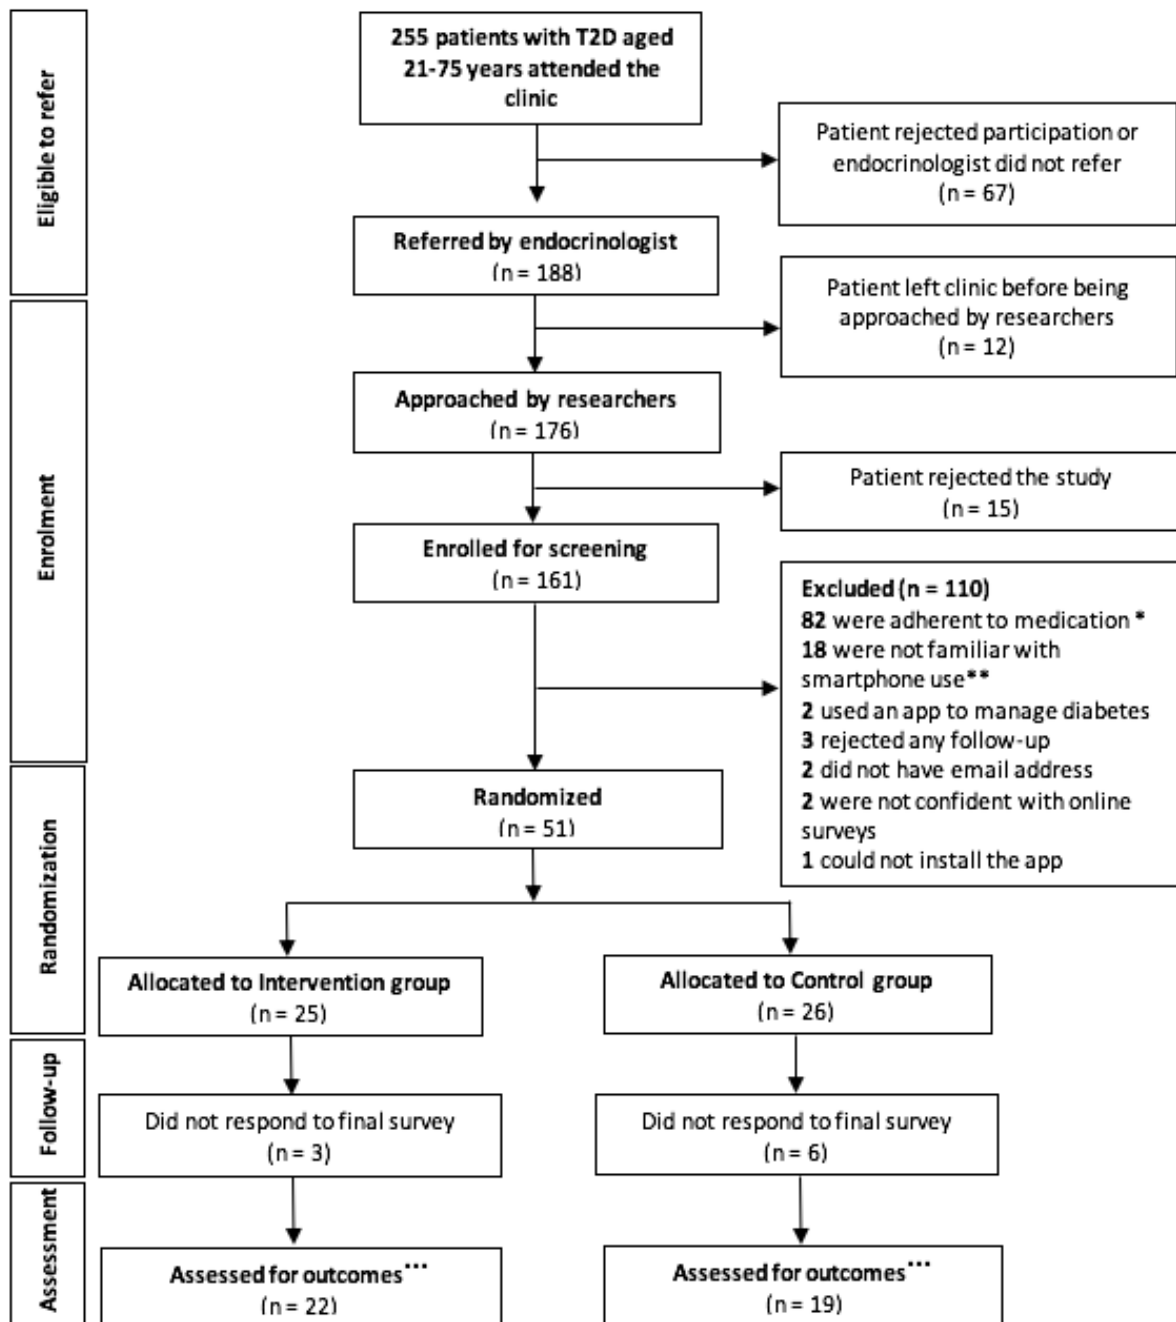 Eligible to refer
255 patients with T2D aged
21-75 years attended the
clinic
Patient rejected participation or
endocrinologist did not refer
(n = 67)
Referred by endocrinologist
(n = 188)
Enrolment
Patient left clinic before being
approached by researchers
(n = 12)
Approached by researchers
(n = 176)
Patient rejected the study
(n = 15)
Enrolled for screening
(n = 161)
Excluded (n = 110)
82 were adherent to medication *
18 were not familiar with
smartphone use**
2 used an app to manage diabetes
3 rejected any follow-up
2 did not have email address
2 were not confident with online
surveys
1 could not install the app
Randomization
Randomized
(n = 51)
Allocated to Intervention group
(n = 25)
Allocated to Control group
(n = 26)
Follow-up
Did not respond to final survey
(n = 3)
Did not respond to final survey
(n = 6)
Assessment
Assessed for outcomes***
(n = 22)
Assessed for outcomes***
(n = 19)